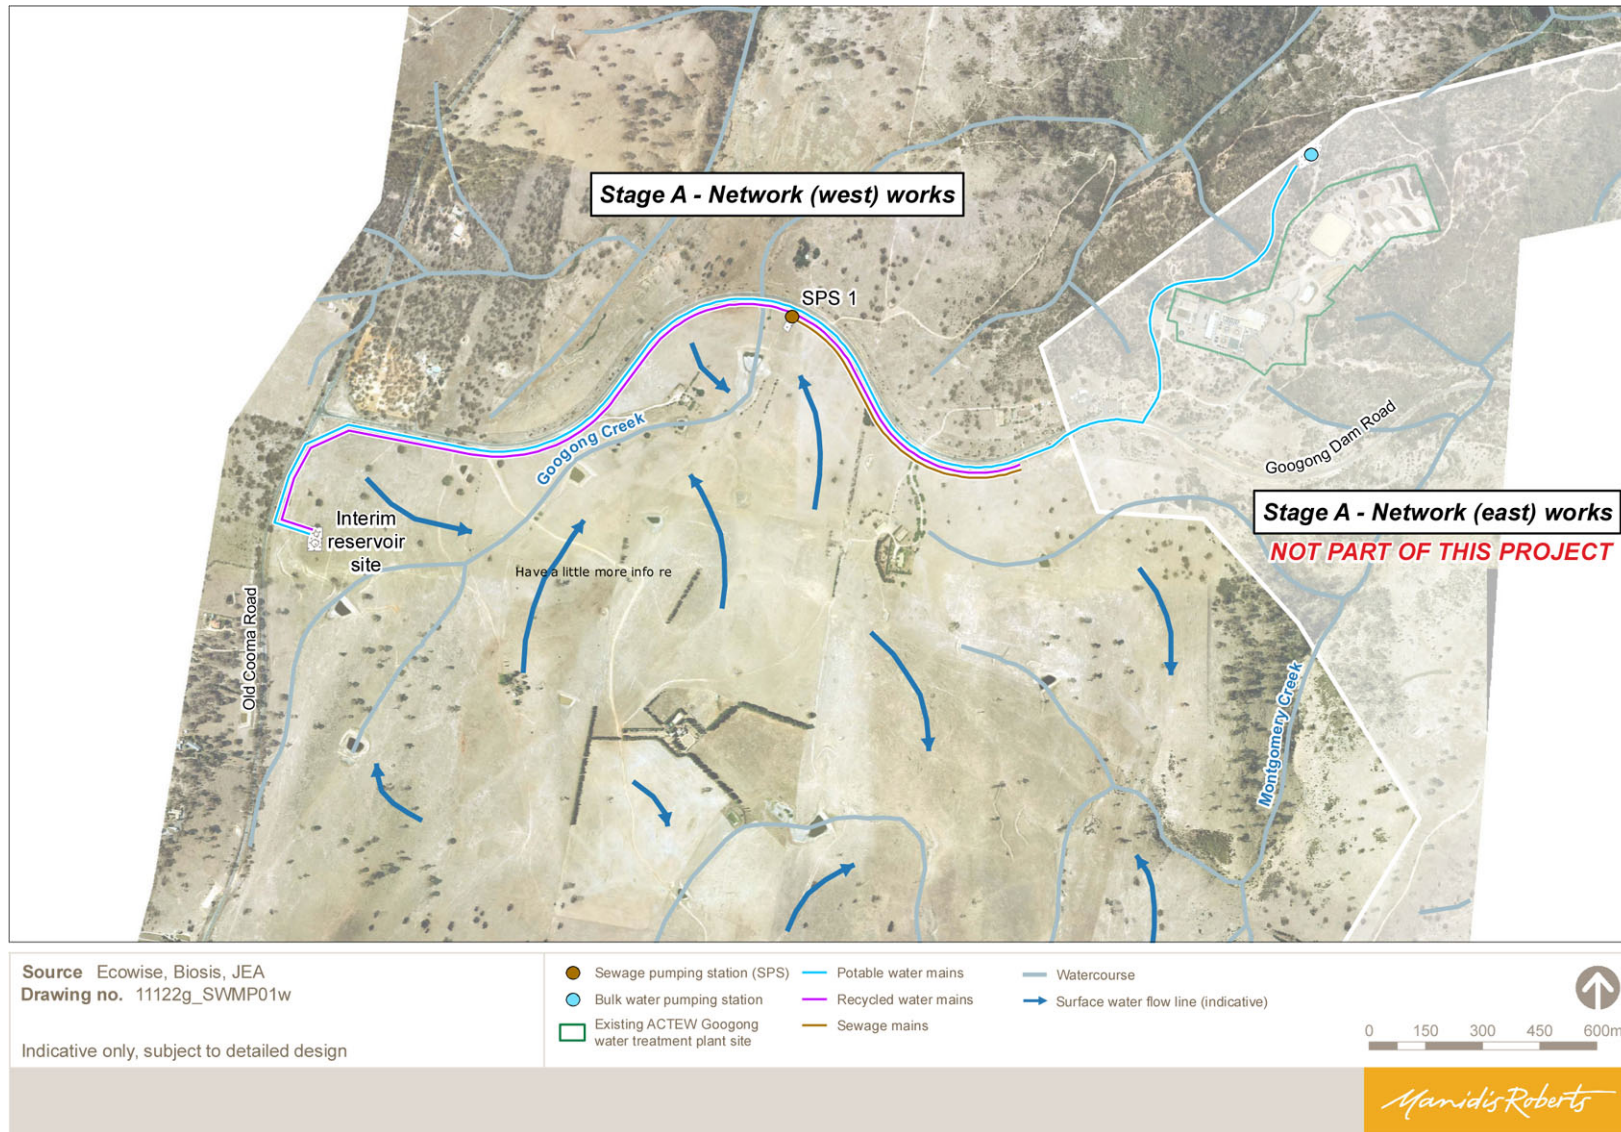 Stage A - Network (west) works
SPS 1
Googong Creek
Googong Dam Road
Stage A - Network (east) works
NOT PART OF THIS PROJECT
Interim
reservoir
site
Have a little more info re
Old Cooma Road
Montgomery Creek
Source Ecowise, Biosis, JEA
Drawing no. 11122g_SWMP01w
Indicative only, subject to detailed design
Sewage pumping station (SPS)
Bulk water pumping station
Existing ACTEW Googong
water treatment plant site
Potable water mains
Recycled water mains
Sewage mains
Watercourse
Surface water flow line (indicative)
0 150 300 450 600m
Manidis Roberts